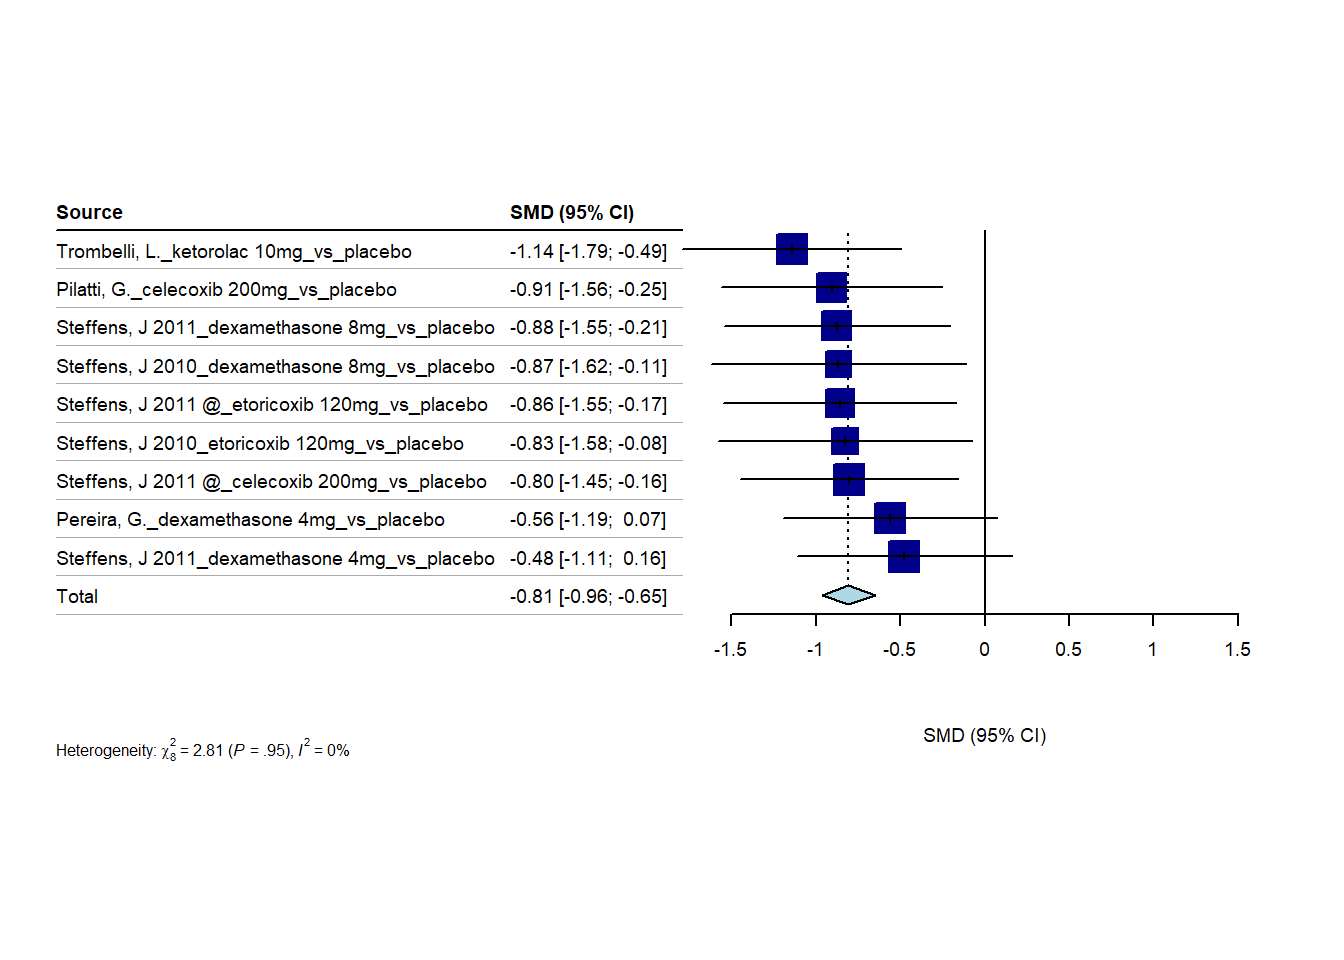 Source SMD (95% CI)
Trombelli, L._ketorolac 10mg_vs_placebo -1.14 [-1.79; -0.49]
Pilatti, G._celecoxib 200mg_vs_placebo -0.91 [-1.56; -0.25]
Steffens, J 2011_dexamethasone 8mg_vs_placebo -0.88 [-1.55; -0.21]
Steffens, J 2010_dexamethasone 8mg_vs_placebo -0.87 [-1.62; -0.11]
Steffens, J 2011 @_etoricoxib 120mg_vs_placebo -0.86 [-1.55; -0.17]
Steffens, J 2010_etoricoxib 120mg_vs_placebo -0.83 [-1.58; -0.08]
Steffens, J 2011 @_celecoxib 200mg_vs_placebo -0.80 [-1.45; -0.16]
Pereira, G._dexamethasone 4mg_vs_placebo -0.56 [-1.19; 0.07]
Steffens, J 2011_dexamethasone 4mg_vs_placebo -0.48 [-1.11; 0.16]
Total -0.81 [-0.96; -0.65]
-1.5 -1 -0.5 0 0.5 1 1.5
SMD (95% CI)
Heterogeneity: χ²₈ = 2.81 (P = .95), I² = 0%